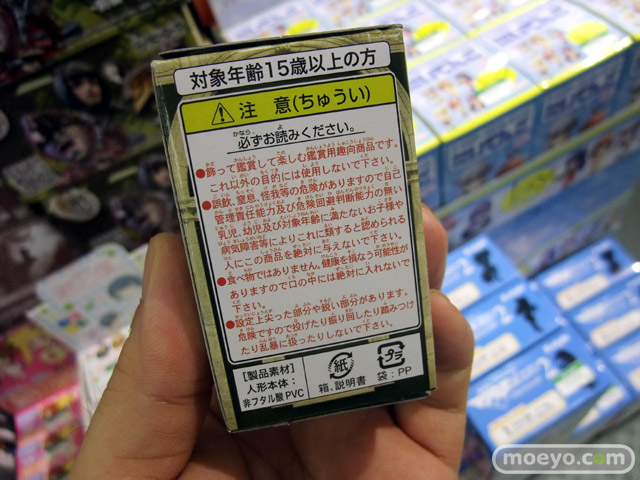 対象年齢15歳以上の方
注 意(ちゅうい)
必ずお読みください。
●飾って鑑賞して楽しむ鑑賞用趣向商品です。
これ以外の目的には使用しないで下さい。
●誤飲、窒息、怪我等の危険がありますので自己
管理責任能力及び危険回避判断能力の無い
乳児、幼児及び対象年齢に満たないお子様や
病気障害等によりこれに類すると認められる
人にこの商品を絶対に与えないで下さい。
●食べ物ではありません。健康を損なう可能性が
ありますので口の中には絶対に入れないで
下さい。
●設定上尖った部分や鋭い部分があります。
危険ですので投げたり振り回したり踏みつけ
たり乱暴に扱ったりしないで下さい。
[製品素材]
人形本体:
非フタル酸PVC
紙
箱、説明書
プラ
袋:PP
moeyo.com